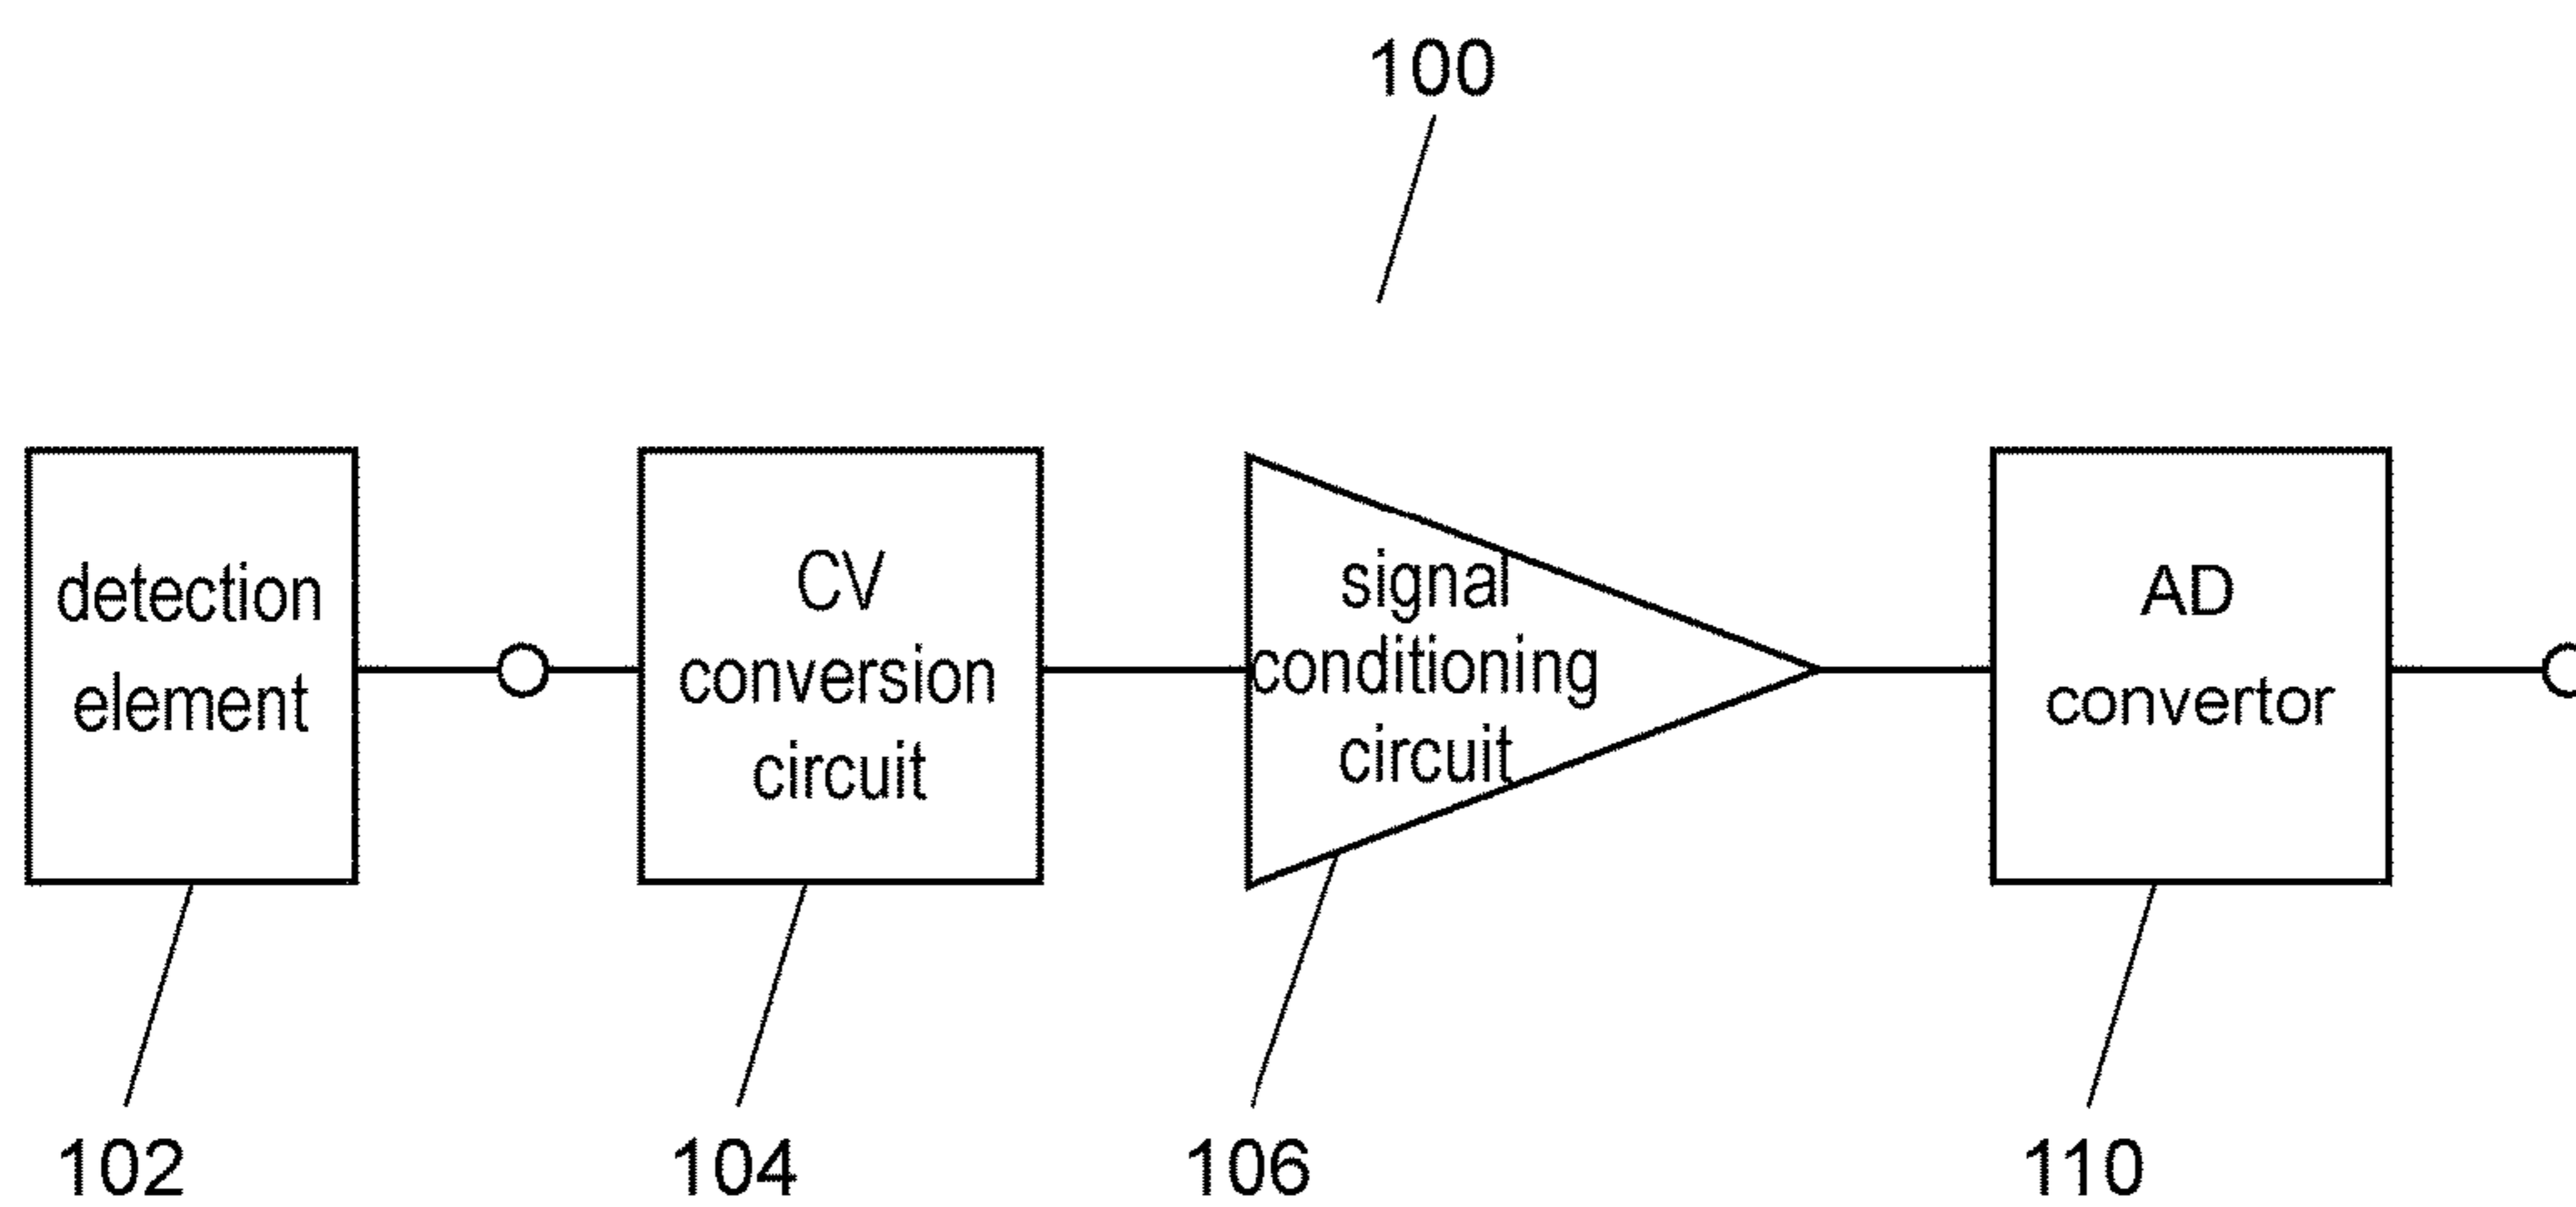 100
detection
element
CV
conversion
circuit
signal
conditioning
circuit
AD
convertor
102
104
106
110